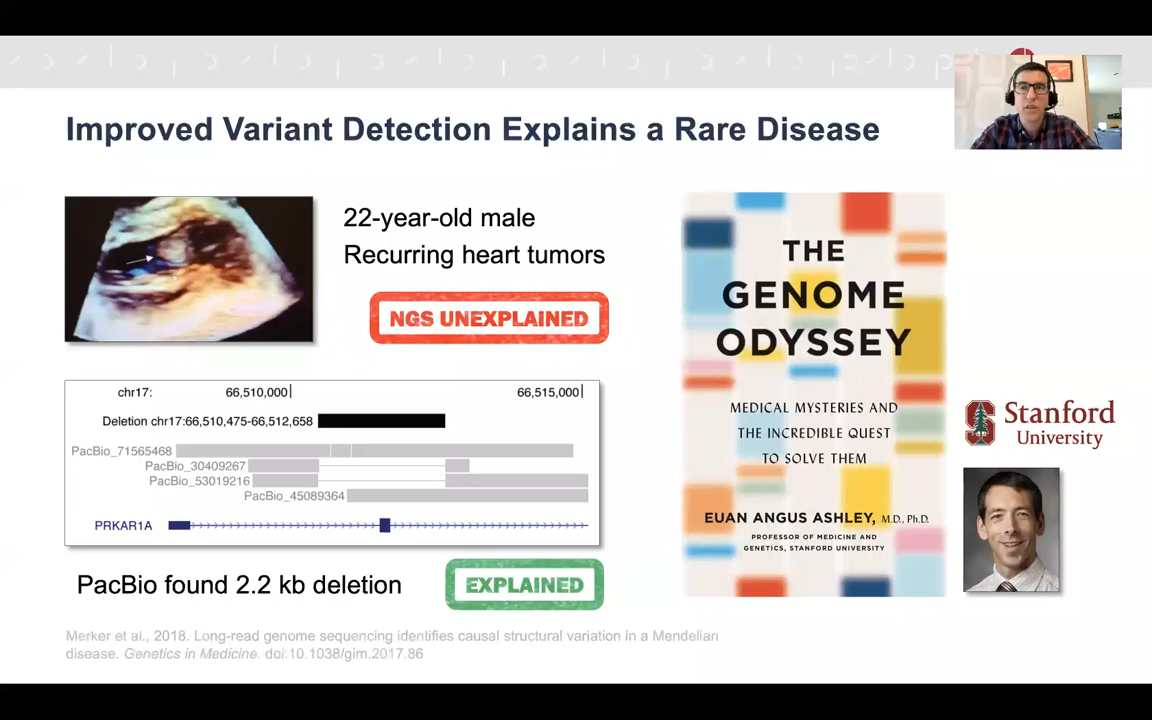 Improved Variant Detection Explains a Rare Disease
22-year-old male
Recurring heart tumors
NGS UNEXPLAINED
chr17:
66,510,000
66,515,000
Deletion chr17:66,510,475-66,512,658
PacBio_71565468
PacBio_30409267
PacBio_53019216
PacBio_45089364
PRKAR1A
PacBio found 2.2 kb deletion
EXPLAINED
Merker et al., 2018. Long-read genome sequencing identifies causal structural variation in a Mendelian
disease. Genetics in Medicine. doi:10.1038/gim.2017.86
THE
GENOME
ODYSSEY
MEDICAL MYSTERIES AND
THE INCREDIBLE QUEST
TO SOLVE THEM
EUAN ANGUS ASHLEY, M.D., Ph.D.
PROFESSOR OF MEDICINE AND
GENETICS, STANFORD UNIVERSITY
S
Stanford
University